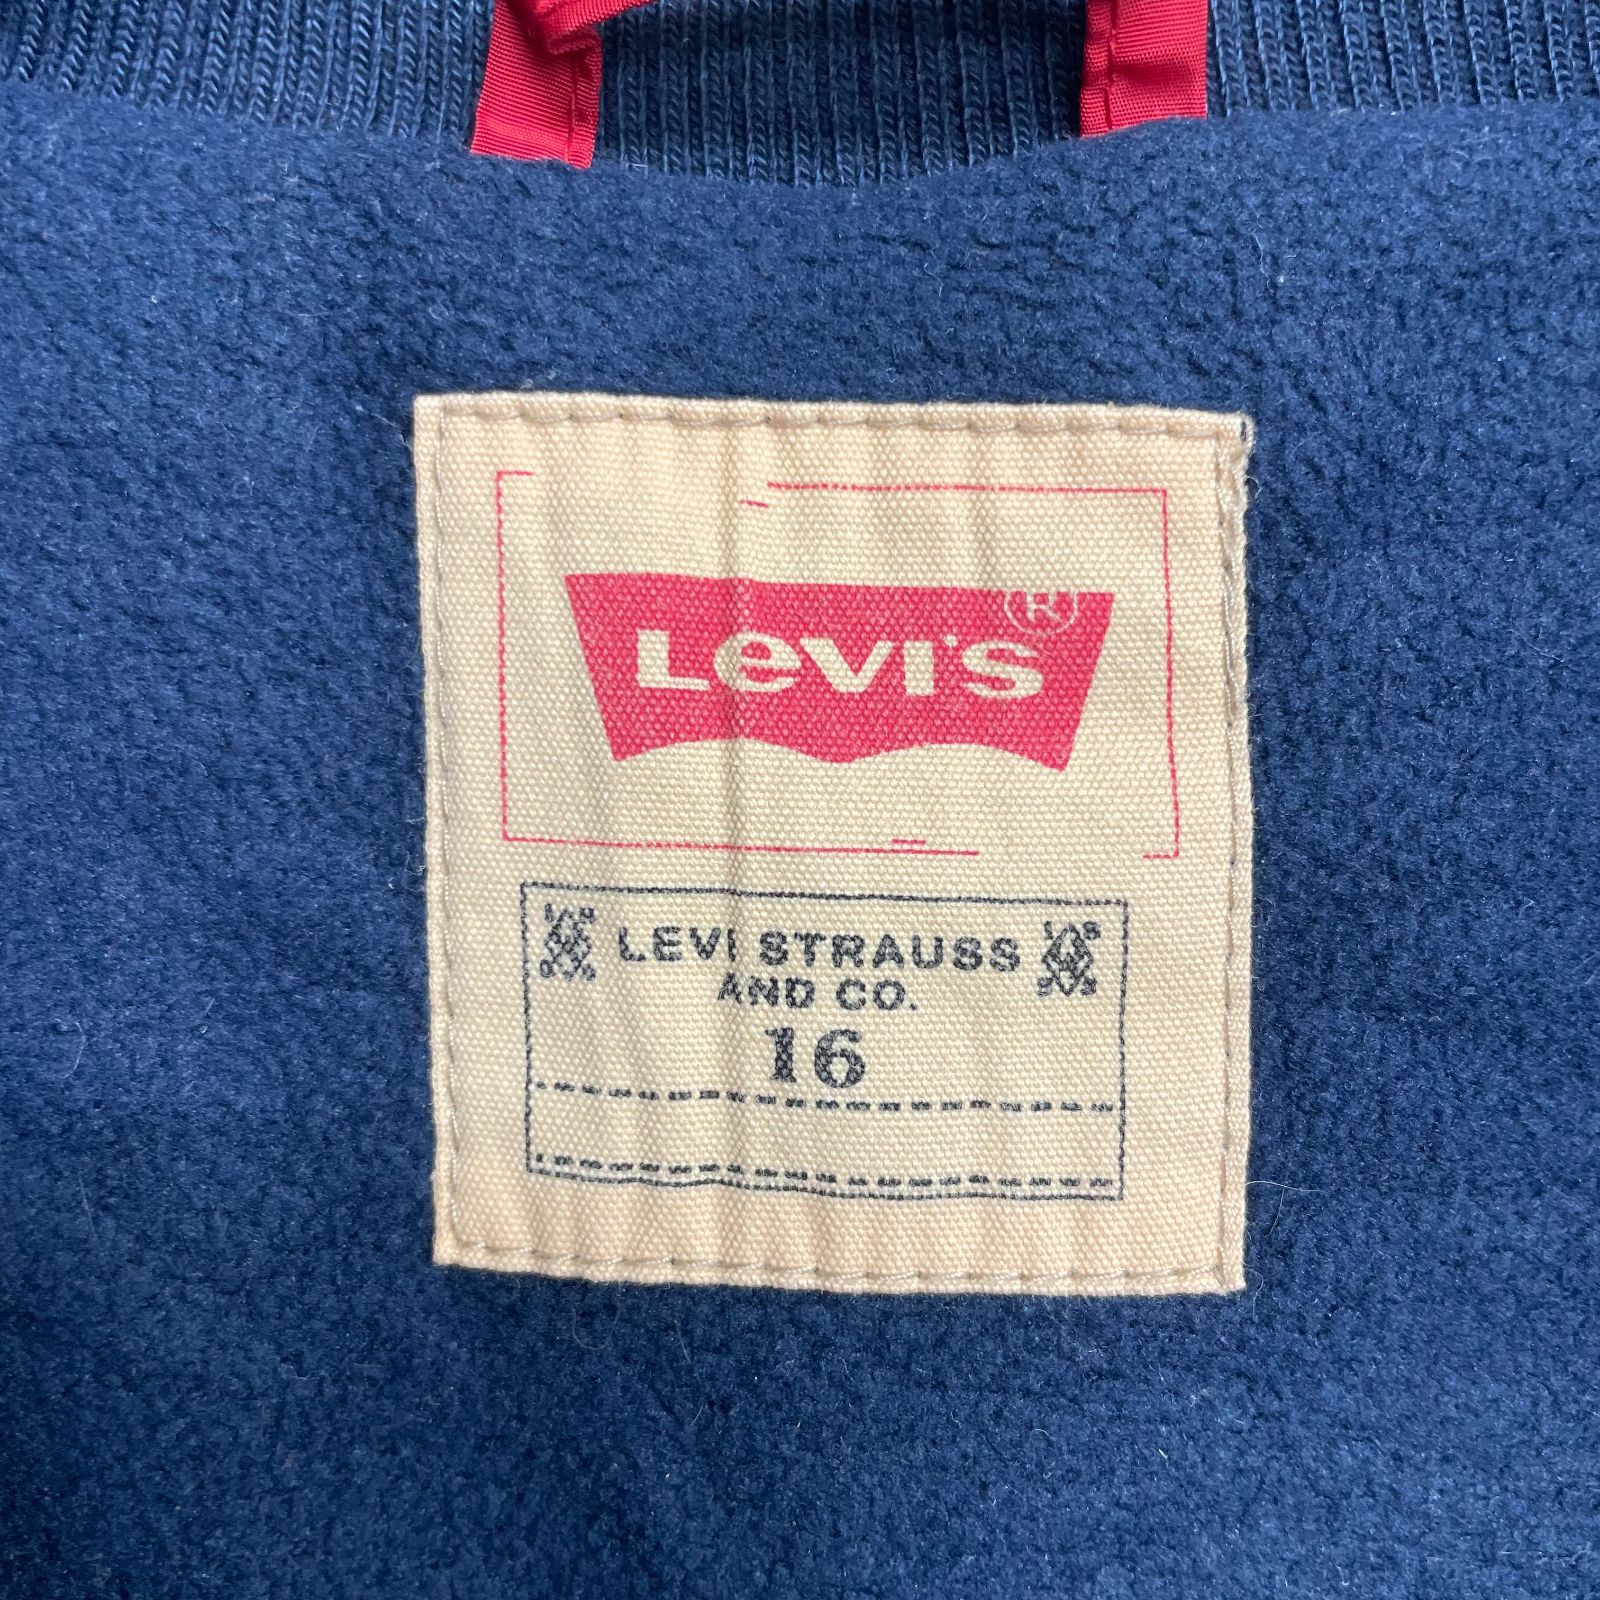 Levi's®
LEVI STRAUSS
AND CO.
16